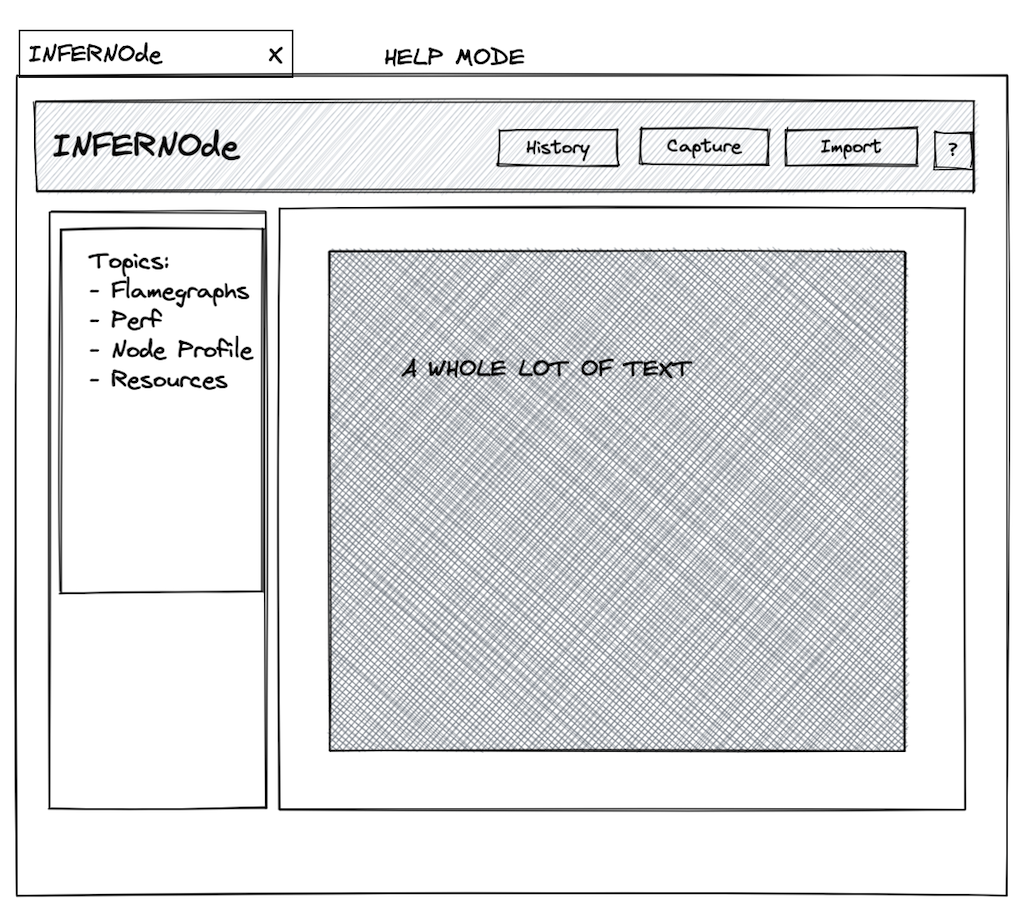 INFERNOde X
HELP MODE
INFERNOde
History
Capture
Import
?
Topics:
- Flamegraphs
- Perf
- Node Profile
- Resources
A WHOLE LOT OF TEXT